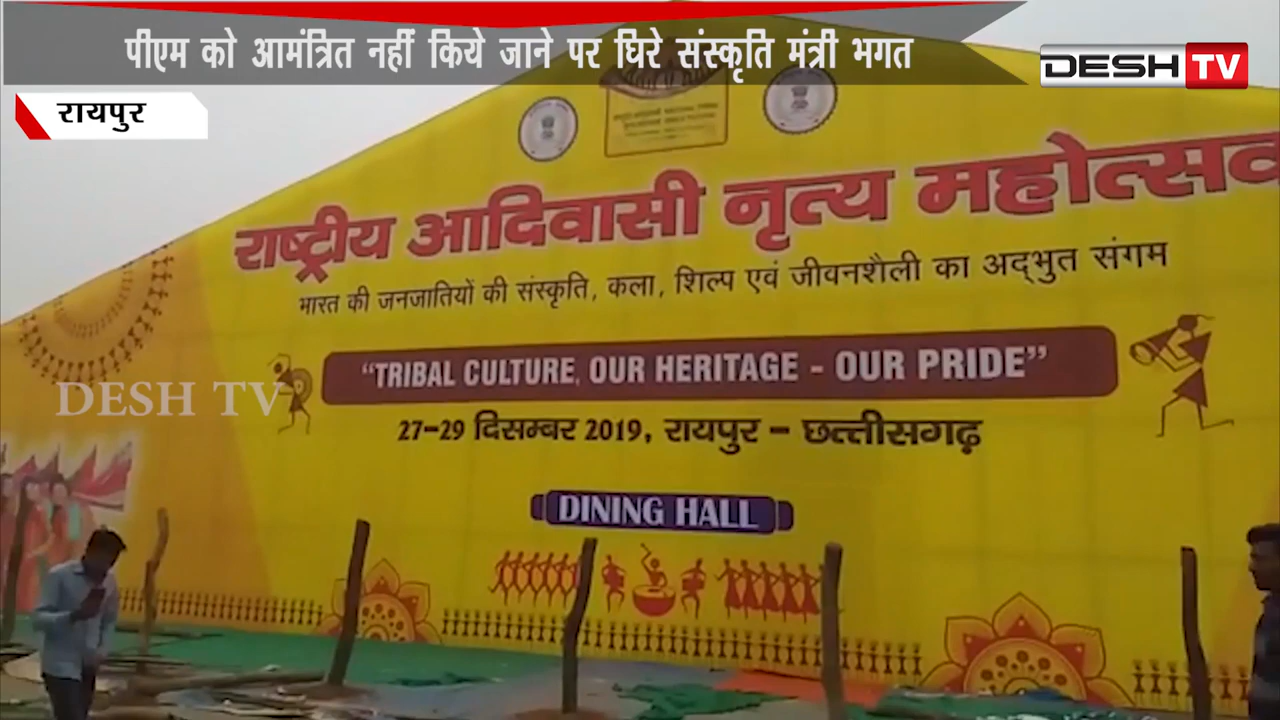 पीएम को आमंत्रित नहीं किये जाने पर घिरे संस्कृति मंत्री भगत
DESH TV
रायपुर
राष्ट्रीय आदिवासी नृत्य महोत्सव
भारत की जनजातियों की संस्कृति, कला, शिल्प एवं जीवनशैली का अद्भुत संगम
“TRIBAL CULTURE, OUR HERITAGE - OUR PRIDE”
DESH TV
27-29 दिसम्बर 2019, रायपुर - छत्तीसगढ़
DINING HALL